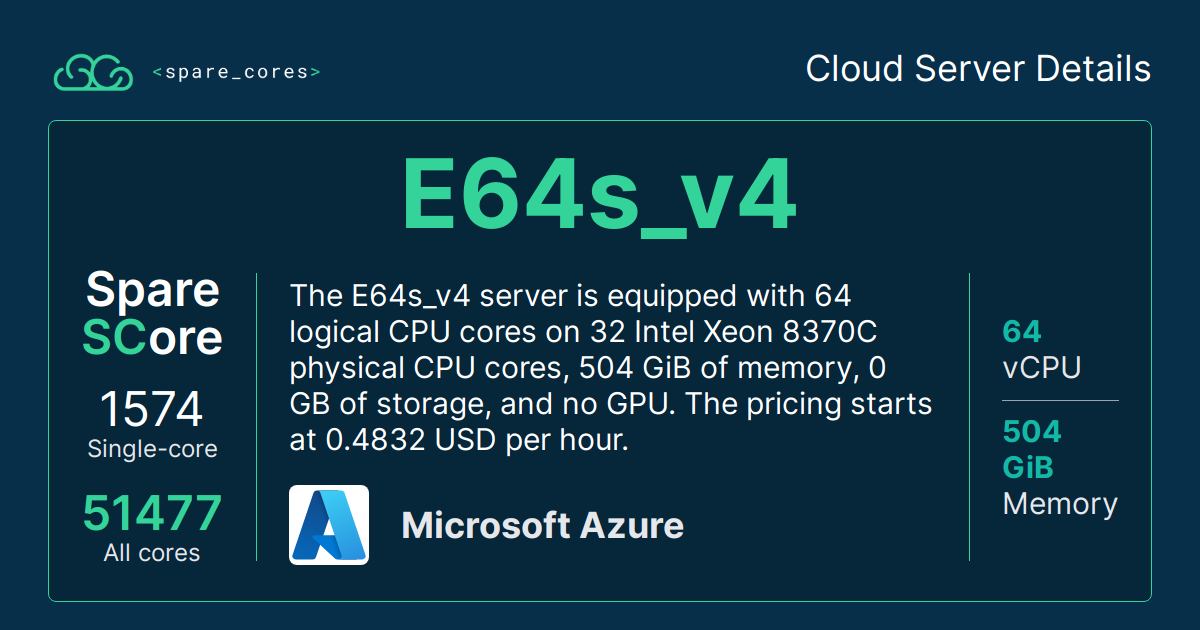 <spare_cores>
Cloud Server Details
E64s_v4
Spare
SCore
1574
Single-core
51477
All cores
The E64s_v4 server is equipped with 64
logical CPU cores on 32 Intel Xeon 8370C
physical CPU cores, 504 GiB of memory, 0
GB of storage, and no GPU. The pricing starts
at 0.4832 USD per hour.
Microsoft Azure
64
vCPU
504
GiB
Memory